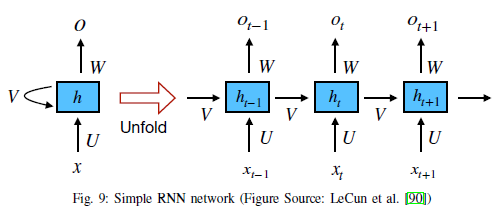 O O_{t-1} O_t O_{t+1}
W W W W
V h h_{t-1} h_t h_{t+1}
V V V
Unfold
U U U U
x x_{t-1} x_t x_{t+1}
Fig. 9: Simple RNN network (Figure Source: LeCun et al. [90])